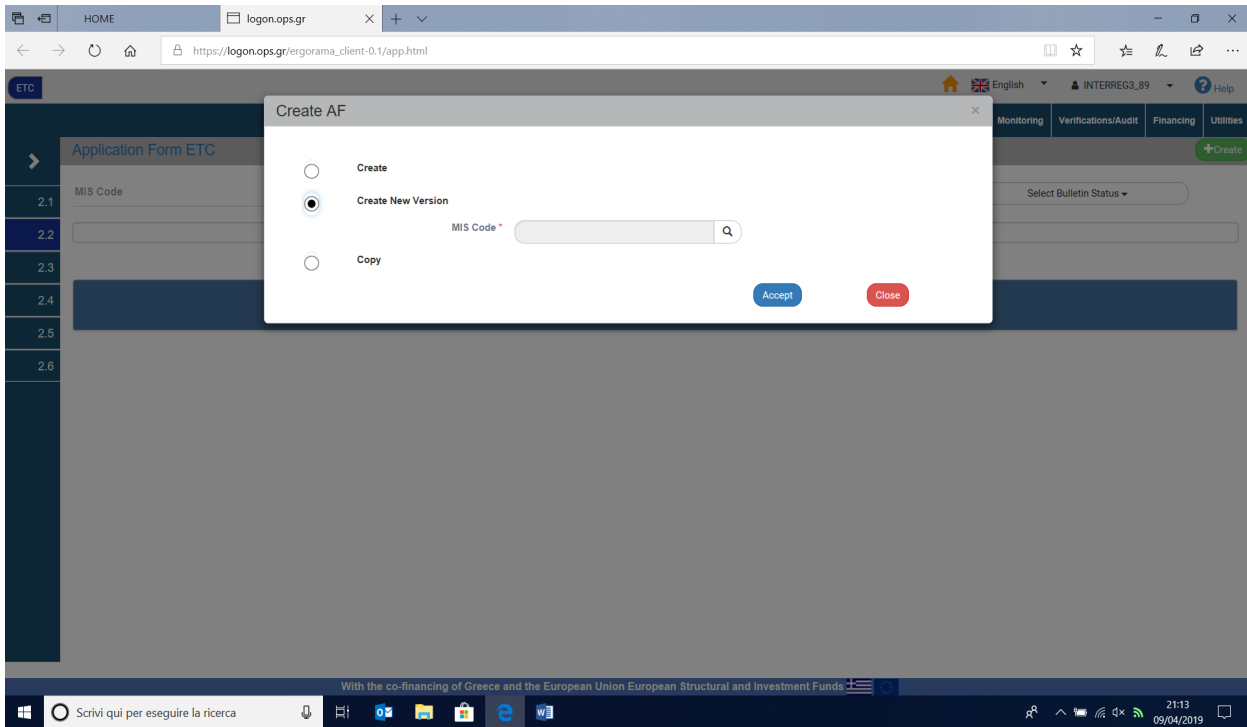 HOME
logon.ops.gr
https://logon.ops.gr/ergorama_client-0.1/app.html
ETC
English
INTERREG3_89
Help
Create AF
Monitoring
Verifications/Audit
Financing
Utilities
Application Form ETC
Create
Create
MIS Code
Select Bulletin Status
Create New Version
MIS Code *
Copy
Accept
Close
2.1
2.2
2.3
2.4
2.5
2.6
With the co-financing of Greece and the European Union European Structural and Investment Funds
Scrivi qui per eseguire la ricerca
21:13
09/04/2019